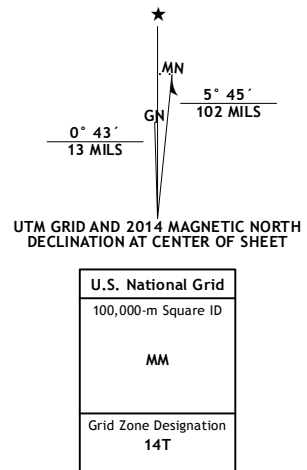 ★
MN
5° 45´
102 MILS
GN
0° 43´
13 MILS
UTM GRID AND 2014 MAGNETIC NORTH
DECLINATION AT CENTER OF SHEET
U.S. National Grid
100,000-m Square ID
MM
Grid Zone Designation
14T